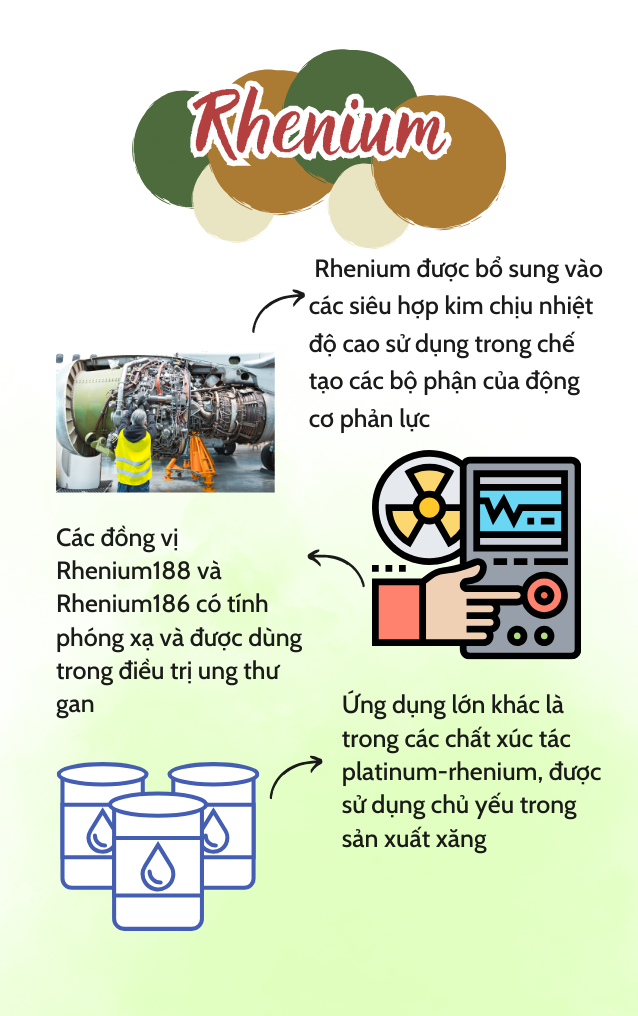 Rhenium
Rhenium được bổ sung vào
các siêu hợp kim chịu nhiệt
độ cao sử dụng trong chế
tạo các bộ phận của động
cơ phản lực
Các đồng vị
Rhenium188 và
Rhenium186 có tính
phóng xạ và được dùng
trong điều trị ung thư
gan
Ứng dụng lớn khác là
trong các chất xúc tác
platinum-rhenium, được
sử dụng chủ yếu trong
sản xuất xăng